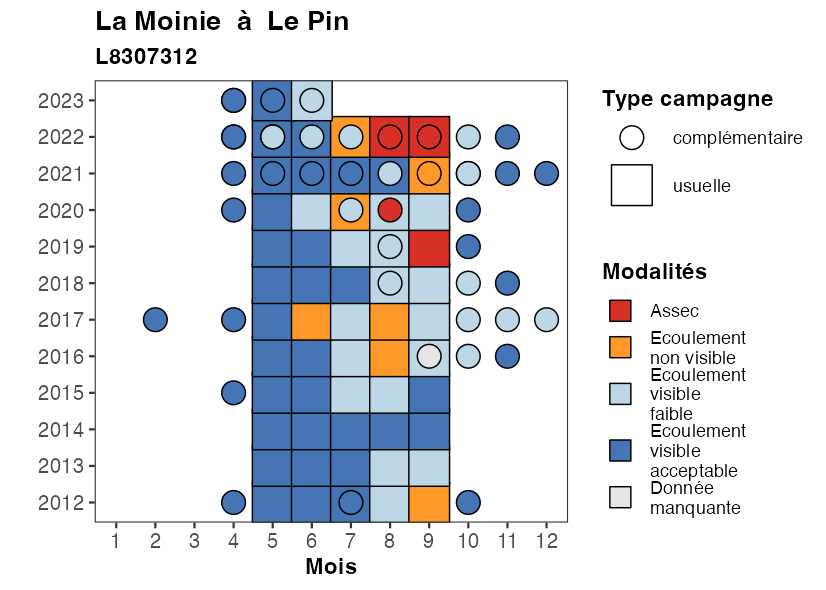 La Moinie à Le Pin
L8307312
2023
2022
2021
2020
2019
2018
2017
2016
2015
2014
2013
2012
1 2 3 4 5 6 7 8 9 10 11 12
Mois
Type campagne
complémentaire
usuelle
Modalités
Assec
Ecoulement
non visible
Ecoulement
visible
faible
Ecoulement
visible
acceptable
Donnée
manquante